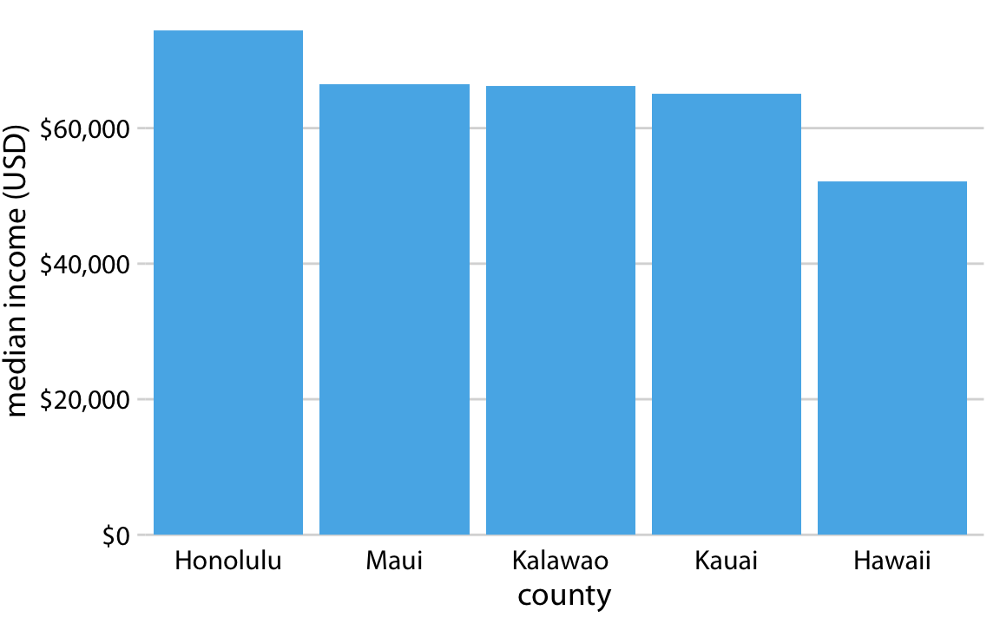 median income (USD)
$60,000
$40,000
$20,000
$0
Honolulu Maui Kalawao Kauai Hawaii
county